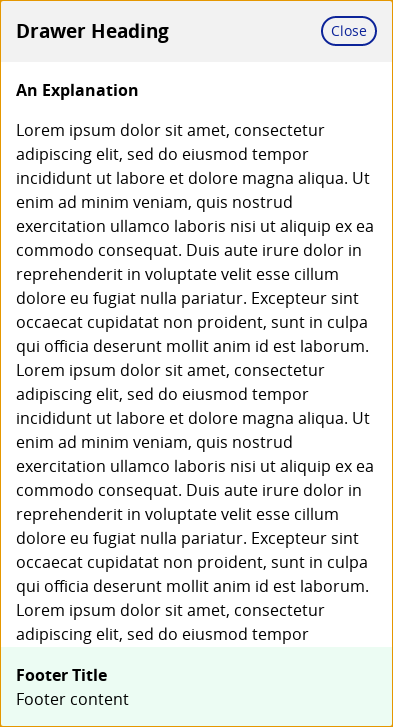 Drawer Heading
Close
An Explanation
Lorem ipsum dolor sit amet, consectetur
adipiscing elit, sed do eiusmod tempor
incididunt ut labore et dolore magna aliqua. Ut
enim ad minim veniam, quis nostrud
exercitation ullamco laboris nisi ut aliquip ex ea
commodo consequat. Duis aute irure dolor in
reprehenderit in voluptate velit esse cillum
dolore eu fugiat nulla pariatur. Excepteur sint
occaecat cupidatat non proident, sunt in culpa
qui officia deserunt mollit anim id est laborum.
Lorem ipsum dolor sit amet, consectetur
adipiscing elit, sed do eiusmod tempor
incididunt ut labore et dolore magna aliqua. Ut
enim ad minim veniam, quis nostrud
exercitation ullamco laboris nisi ut aliquip ex ea
commodo consequat. Duis aute irure dolor in
reprehenderit in voluptate velit esse cillum
dolore eu fugiat nulla pariatur. Excepteur sint
occaecat cupidatat non proident, sunt in culpa
qui officia deserunt mollit anim id est laborum.
Lorem ipsum dolor sit amet, consectetur
adipiscing elit, sed do eiusmod tempor
Footer Title
Footer content